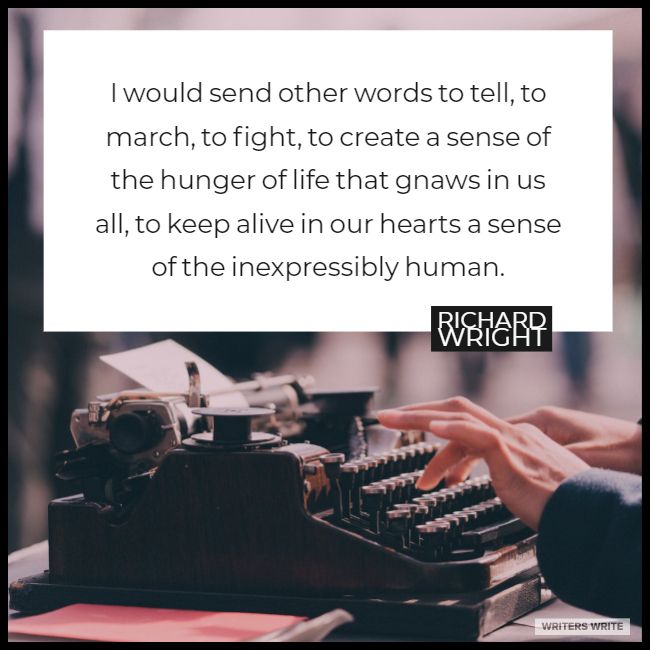 I would send other words to tell, to
march, to fight, to create a sense of
the hunger of life that gnaws in us
all, to keep alive in our hearts a sense
of the inexpressibly human.
RICHARD
WRIGHT
WRITERS WRITE